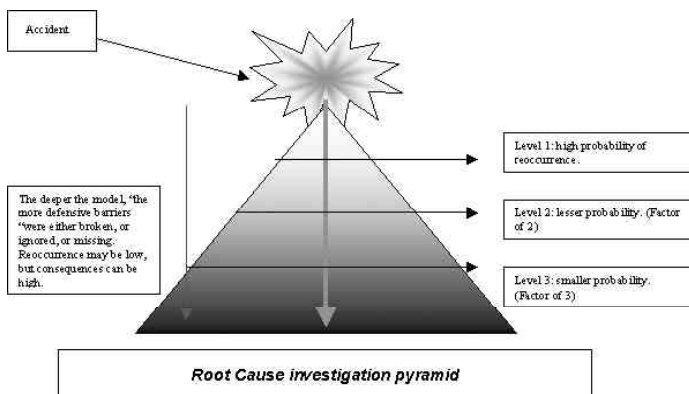 Accident
Level 1: high probability of
reoccurrence.
The deeper the model, “the
more defensive barriers
“were either broken, or
ignored, or missing.
Reoccurrence may be low,
but consequences can be
high.
Level 2: lesser probability. (Factor
of 2)
Level 3: smaller probability.
(Factor of 3)
Root Cause investigation pyramid